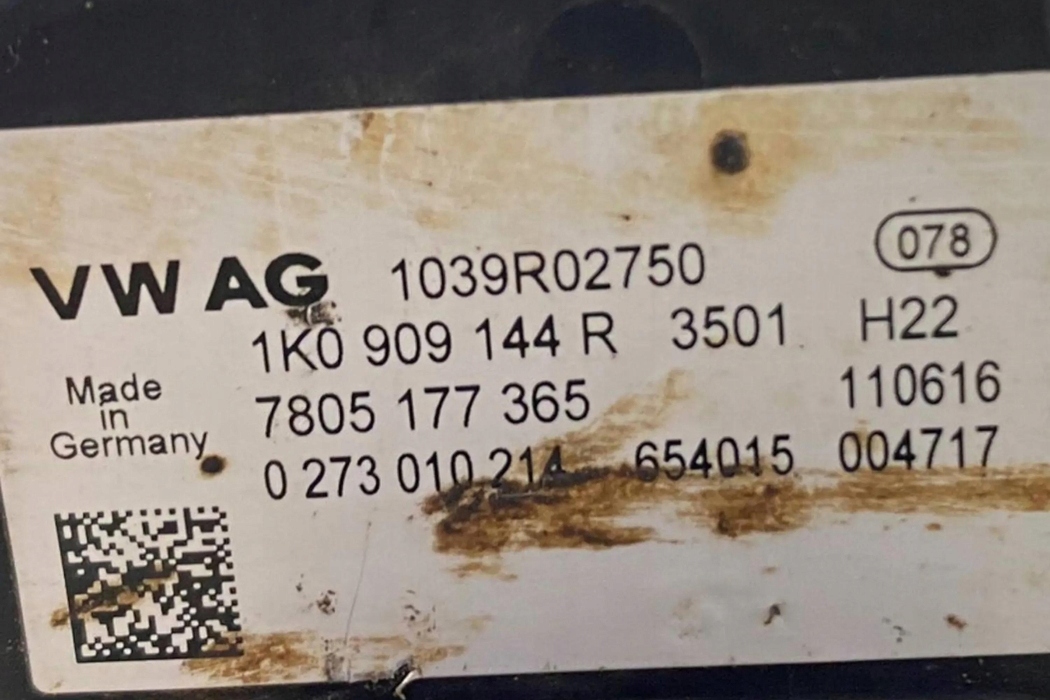 078
VW AG 1039R02750
1K0 909 144 R 3501 H22
Made in Germany
7805 177 365 110616
0 273 010 214 654015 004717